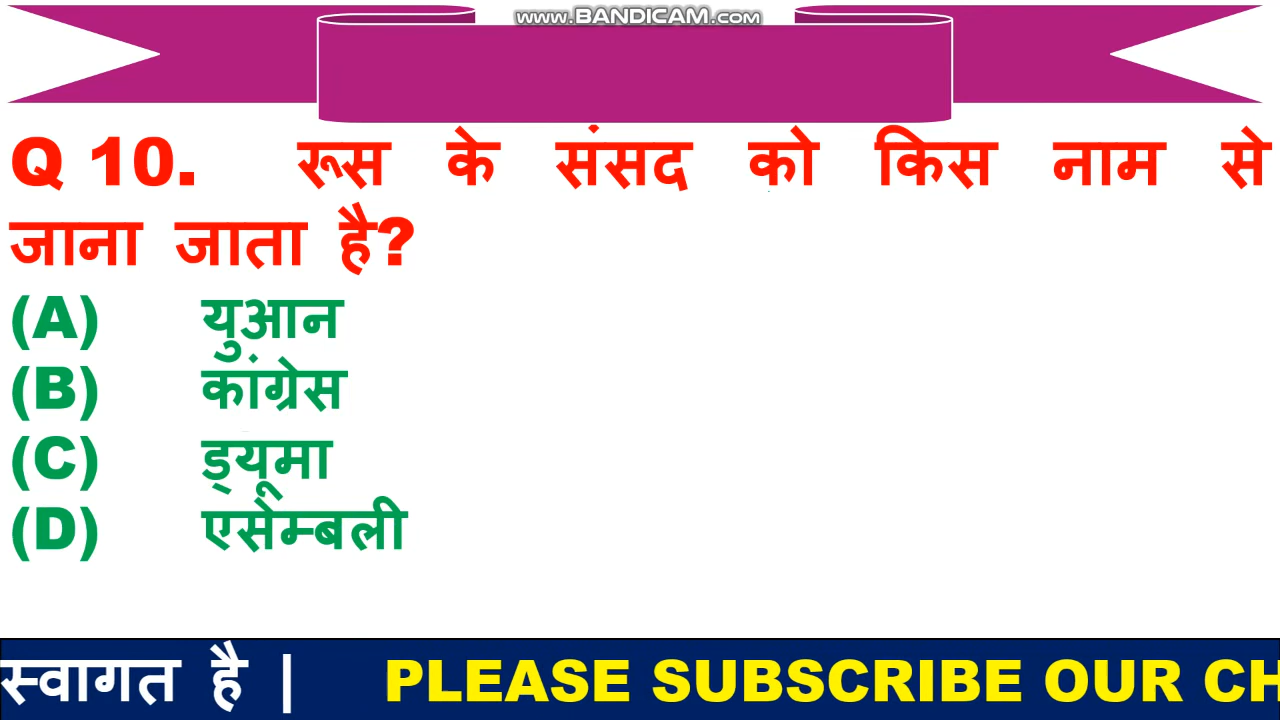 www.BANDICAM.com
Q 10. रूस के संसद को किस नाम से
जाना जाता है?
(A) युआन
(B) कांग्रेस
(C) ड्यूमा
(D) एसेम्बली
स्वागत है | PLEASE SUBSCRIBE OUR CH